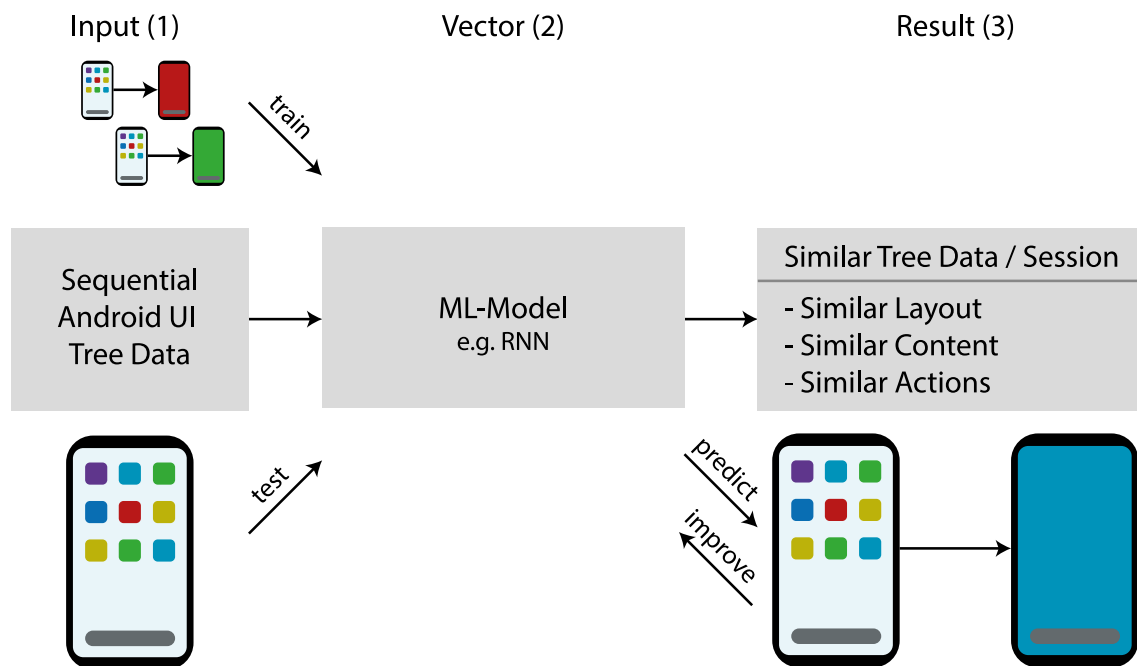 Input (1)
Vector (2)
Result (3)
train
Sequential
Android UI
Tree Data
ML-Model
e.g. RNN
Similar Tree Data / Session
- Similar Layout
- Similar Content
- Similar Actions
test
predict
improve